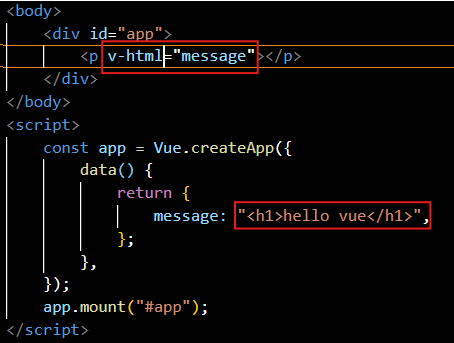 <body>
    <div id="app">
        <p v-html="message"></p>
    </div>
</body>
<script>
    const app = Vue.createApp({
        data() {
            return {
                message: "<h1>hello vue</h1>",
            };
        },
    });
    app.mount("#app");
</script>